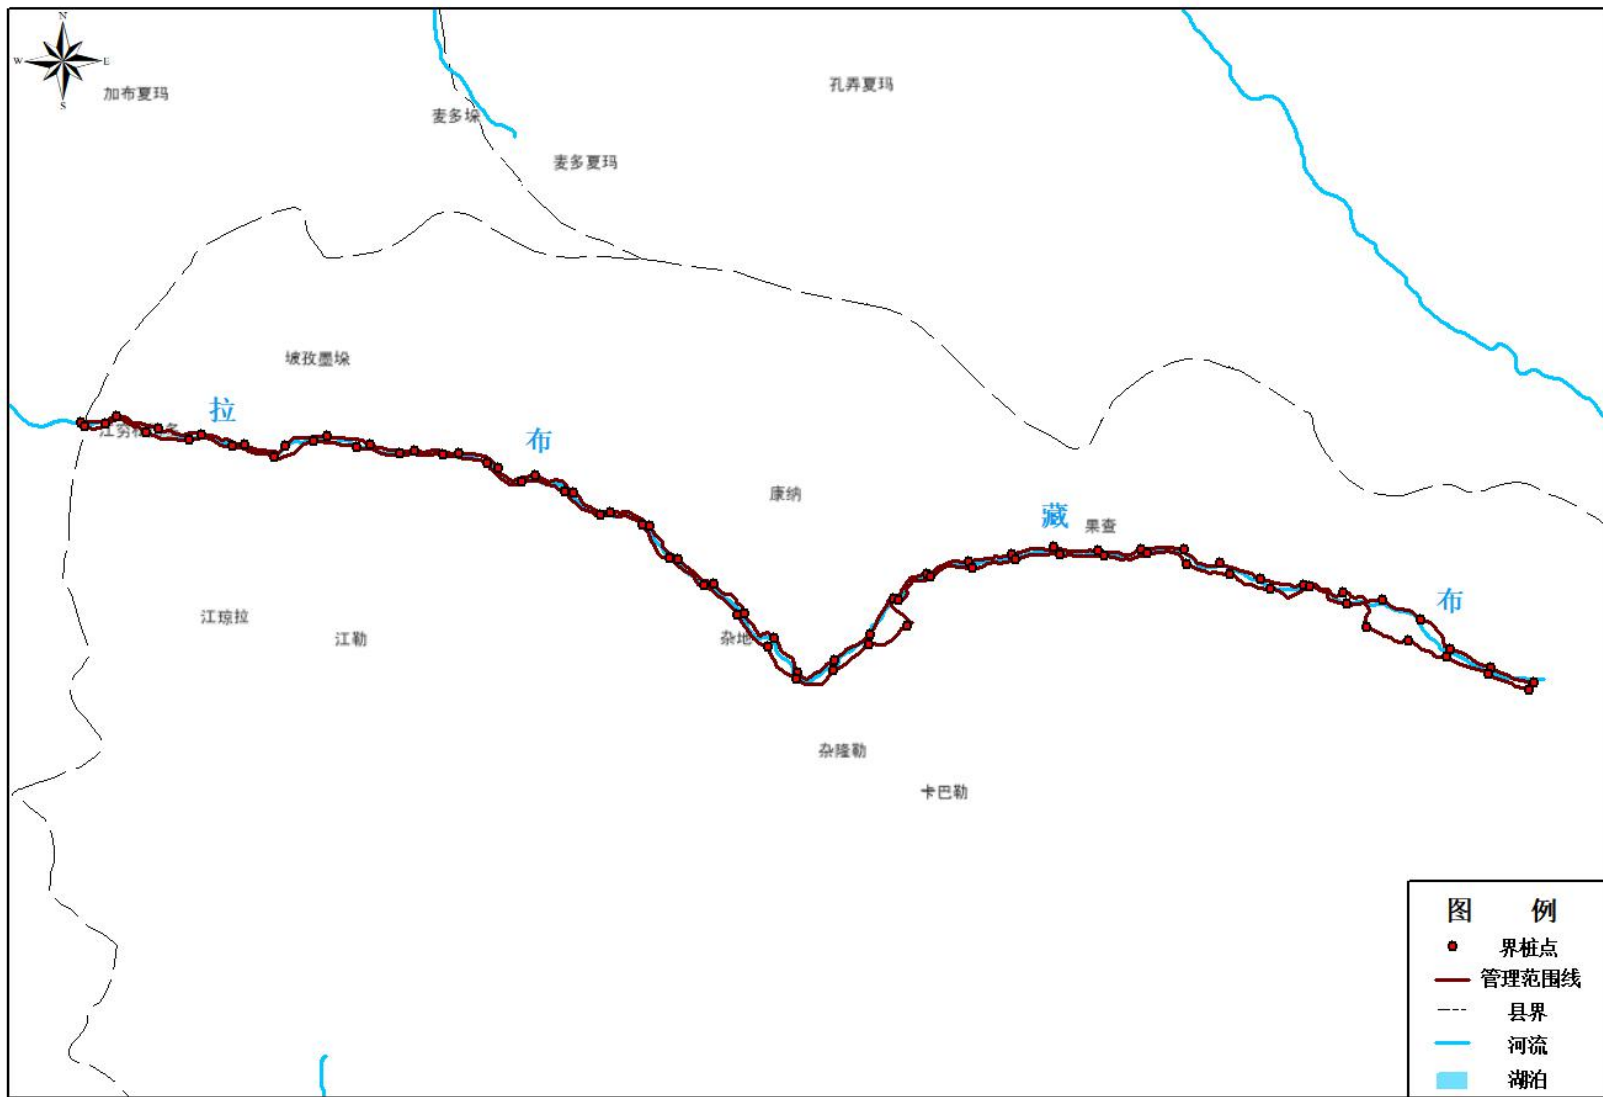 N
W
E
S
加布夏玛
麦多垛
孔弄夏玛
麦多夏玛
坡孜墨垛
拉
布
康纳
藏
果查
布
江琼拉
江勒
杂地
杂隆勒
卡巴勒
图 例
界桩点
管理范围线
县界
河流
湖泊